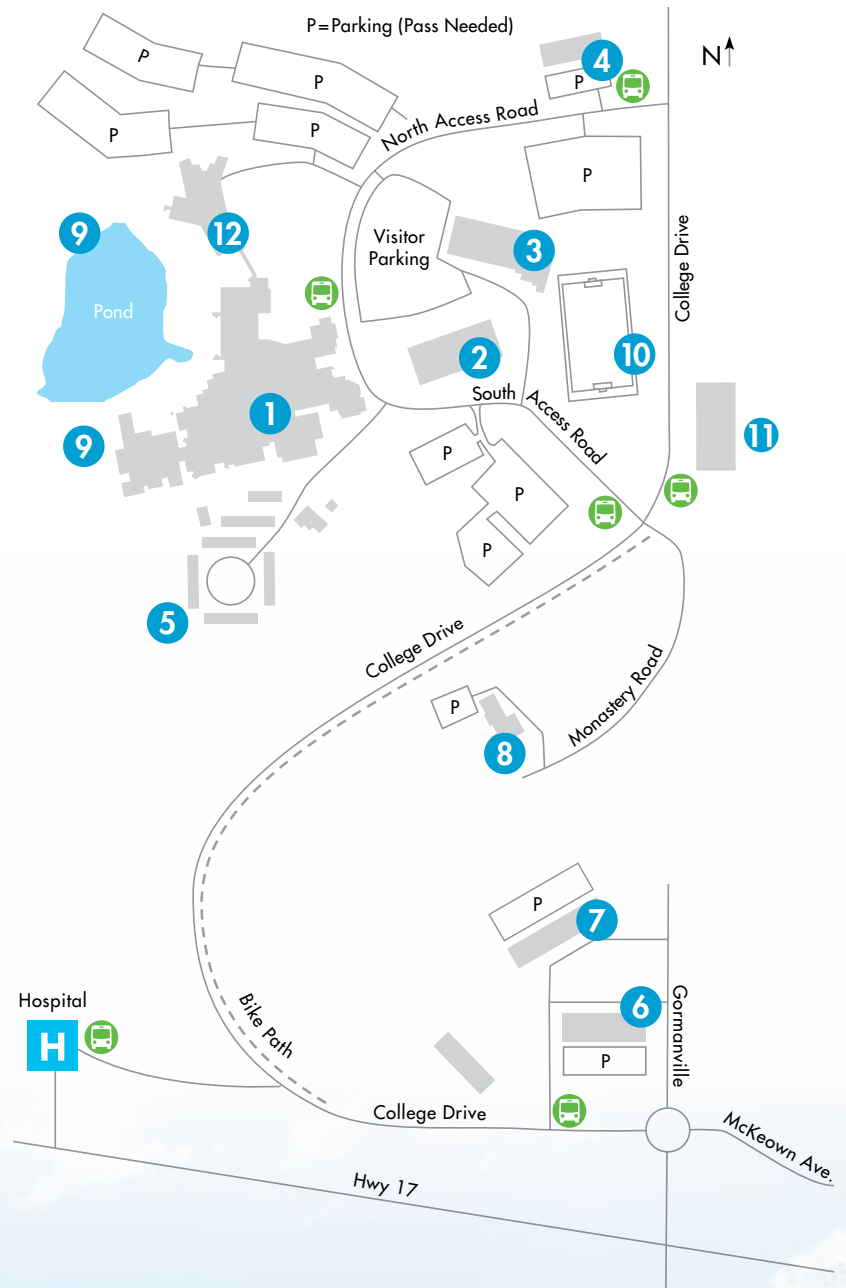 P=Parking (Pass Needed)
N
P
P
P
P
4
P
North Access Road
P
9
12
Visitor
Parking
3
College Drive
Pond
2
10
South
Access Road
1
9
P
11
P
P
5
College Drive
Monastery Road
P
8
P
7
Hospital
H
Bike Path
6
Gormanville
P
College Drive
McKeown Ave.
Hwy 17